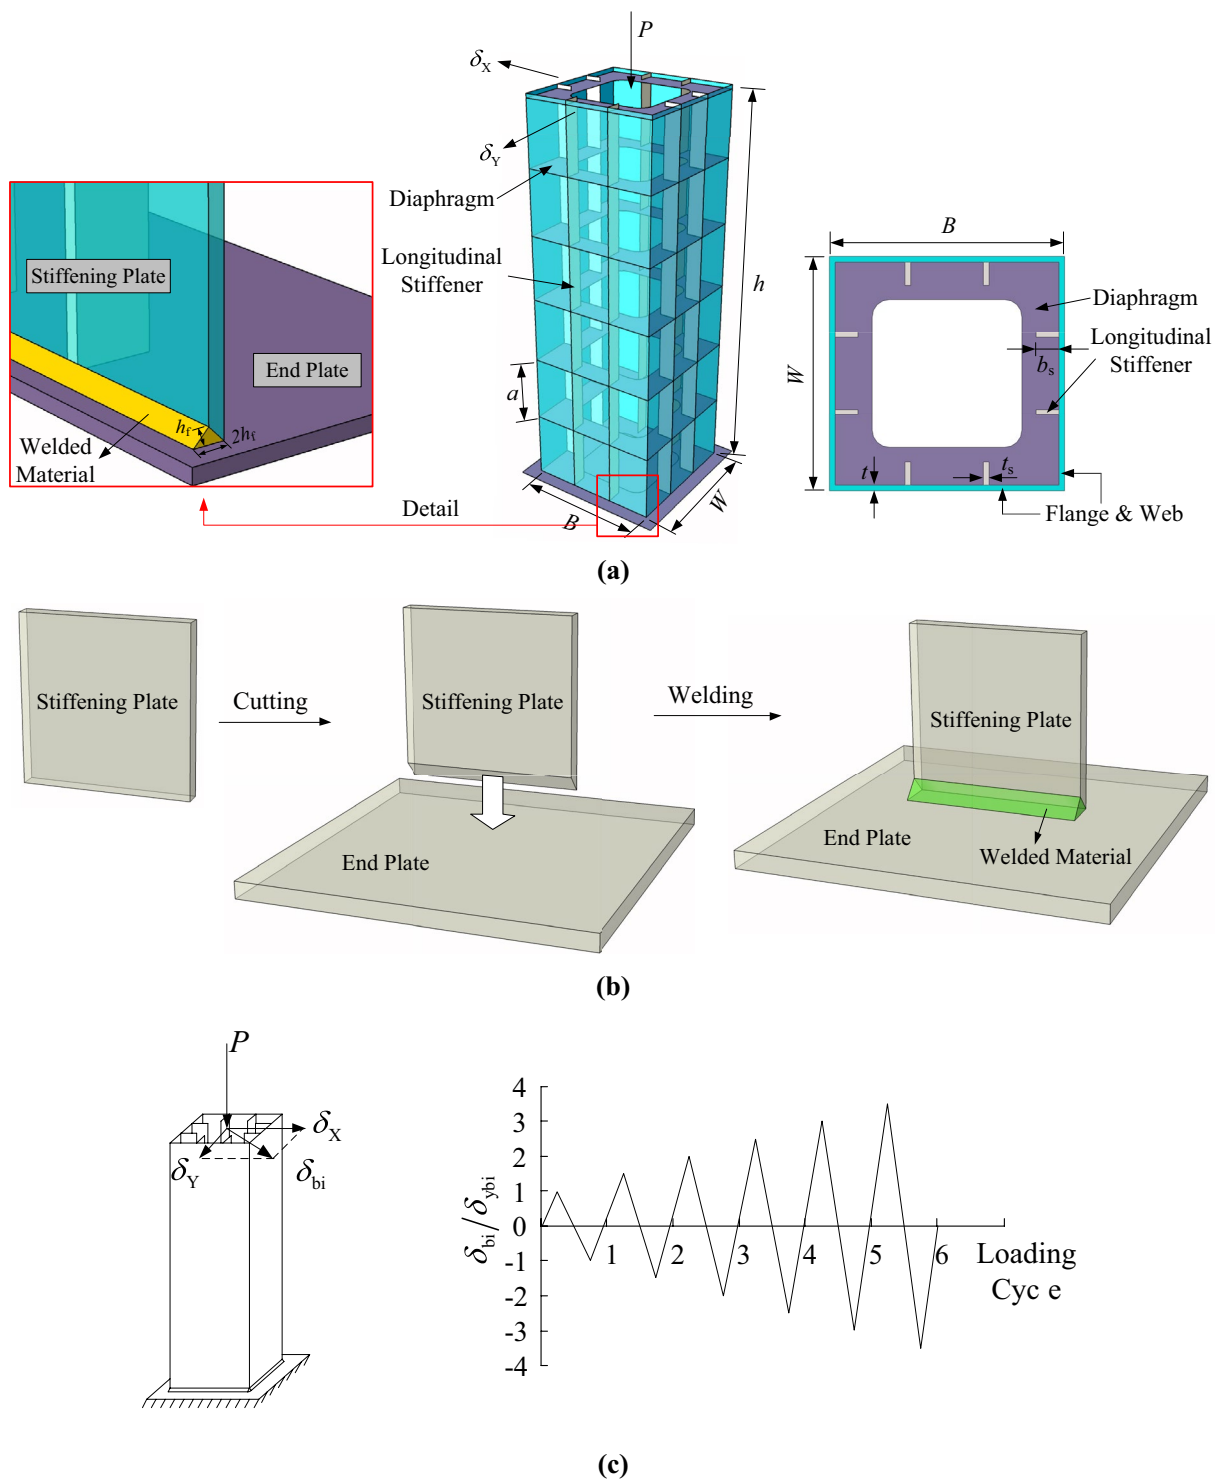 P
δX
δY
Diaphragm
Longitudinal
Stiffener
h
a
B
W
Stiffening Plate
End Plate
hf
2hf
Welded
Material
Detail
B
W
Diaphragm
Longitudinal
Stiffener
bs
t
ts
Flange & Web
(a)
Stiffening Plate
Cutting
Stiffening Plate
End Plate
Welding
Stiffening Plate
End Plate
Welded Material
(b)
P
δX
δY
δbi
δbi/δybi
4
3
2
1
0
-1
-2
-3
-4
1 2 3 4 5 6
Loading
Cyc e
(c)